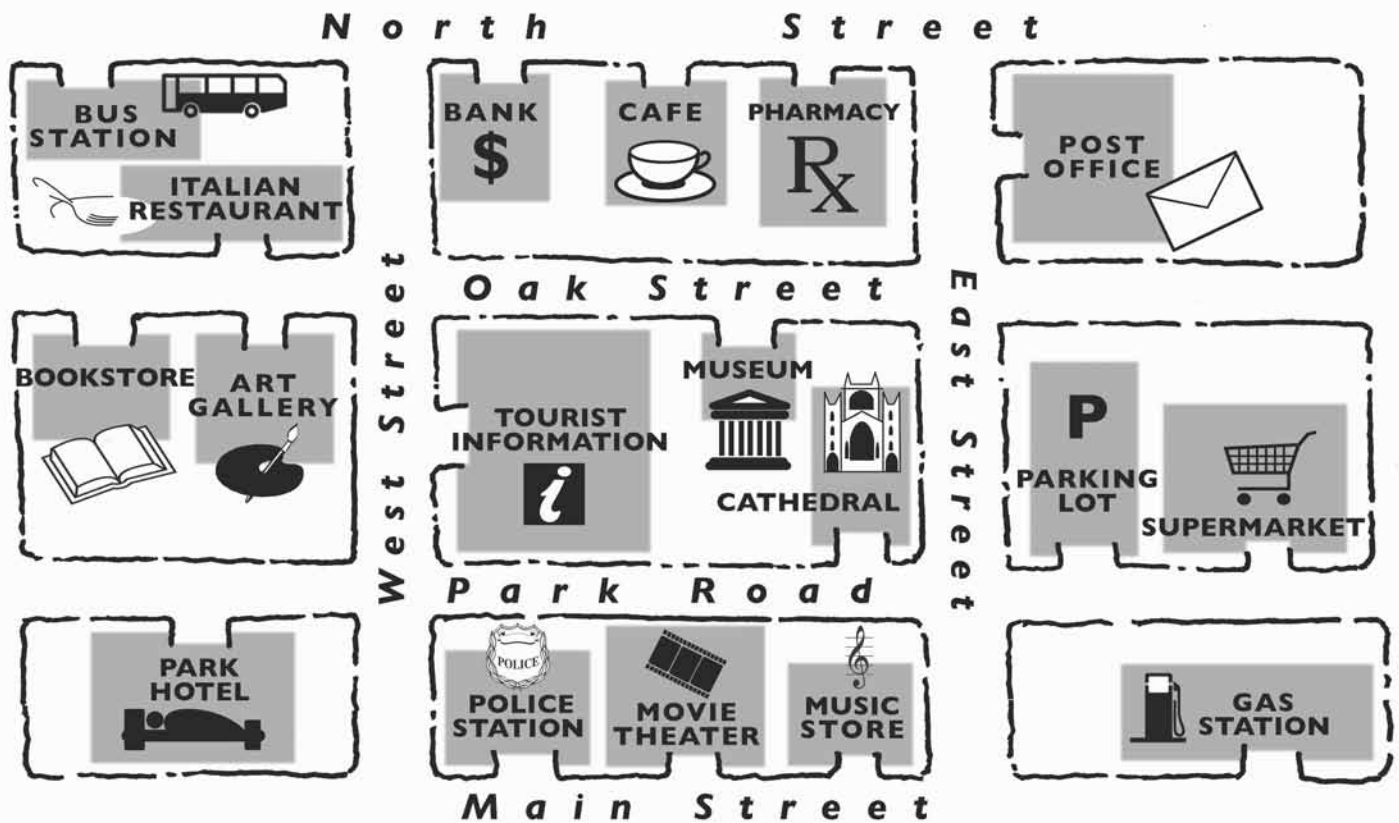 North Street
BUS
STATION
ITALIAN
RESTAURANT
BANK
$
CAFE
PHARMACY
Rx
POST
OFFICE
West Street
Oak Street
East Street
BOOKSTORE
ART
GALLERY
TOURIST
INFORMATION
i
MUSEUM
CATHEDRAL
P
PARKING
LOT
SUPERMARKET
Park Road
PARK
HOTEL
POLICE
POLICE
STATION
MOVIE
THEATER
MUSIC
STORE
GAS
STATION
Main Street